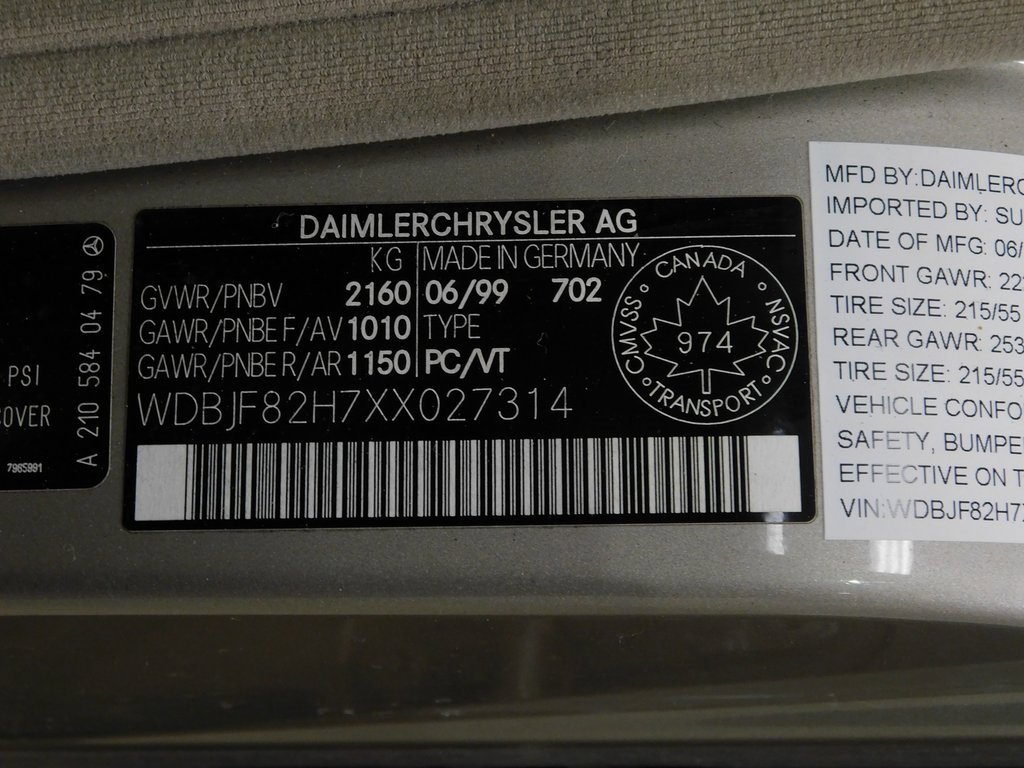 DAIMLERCHRYSLER AG
KG MADE IN GERMANY
GVWR/PNBV 2160 06/99 702
GAWR/PNBE F/AV 1010 TYPE
GAWR/PNBE R/AR 1150 PC/VT
WDBJF82H7XX027314
CANADA
CMVSS NSVAC
974
TRANSPORT
PSI
COVER
7965991
A 210 584 04 79
MFD BY:DAIMLERC
IMPORTED BY: SU
DATE OF MFG: 06/
FRONT GAWR: 22
TIRE SIZE: 215/55
REAR GAWR: 253
TIRE SIZE: 215/55
VEHICLE CONFO
SAFETY, BUMPE
EFFECTIVE ON T
VIN:WDBJF82H7